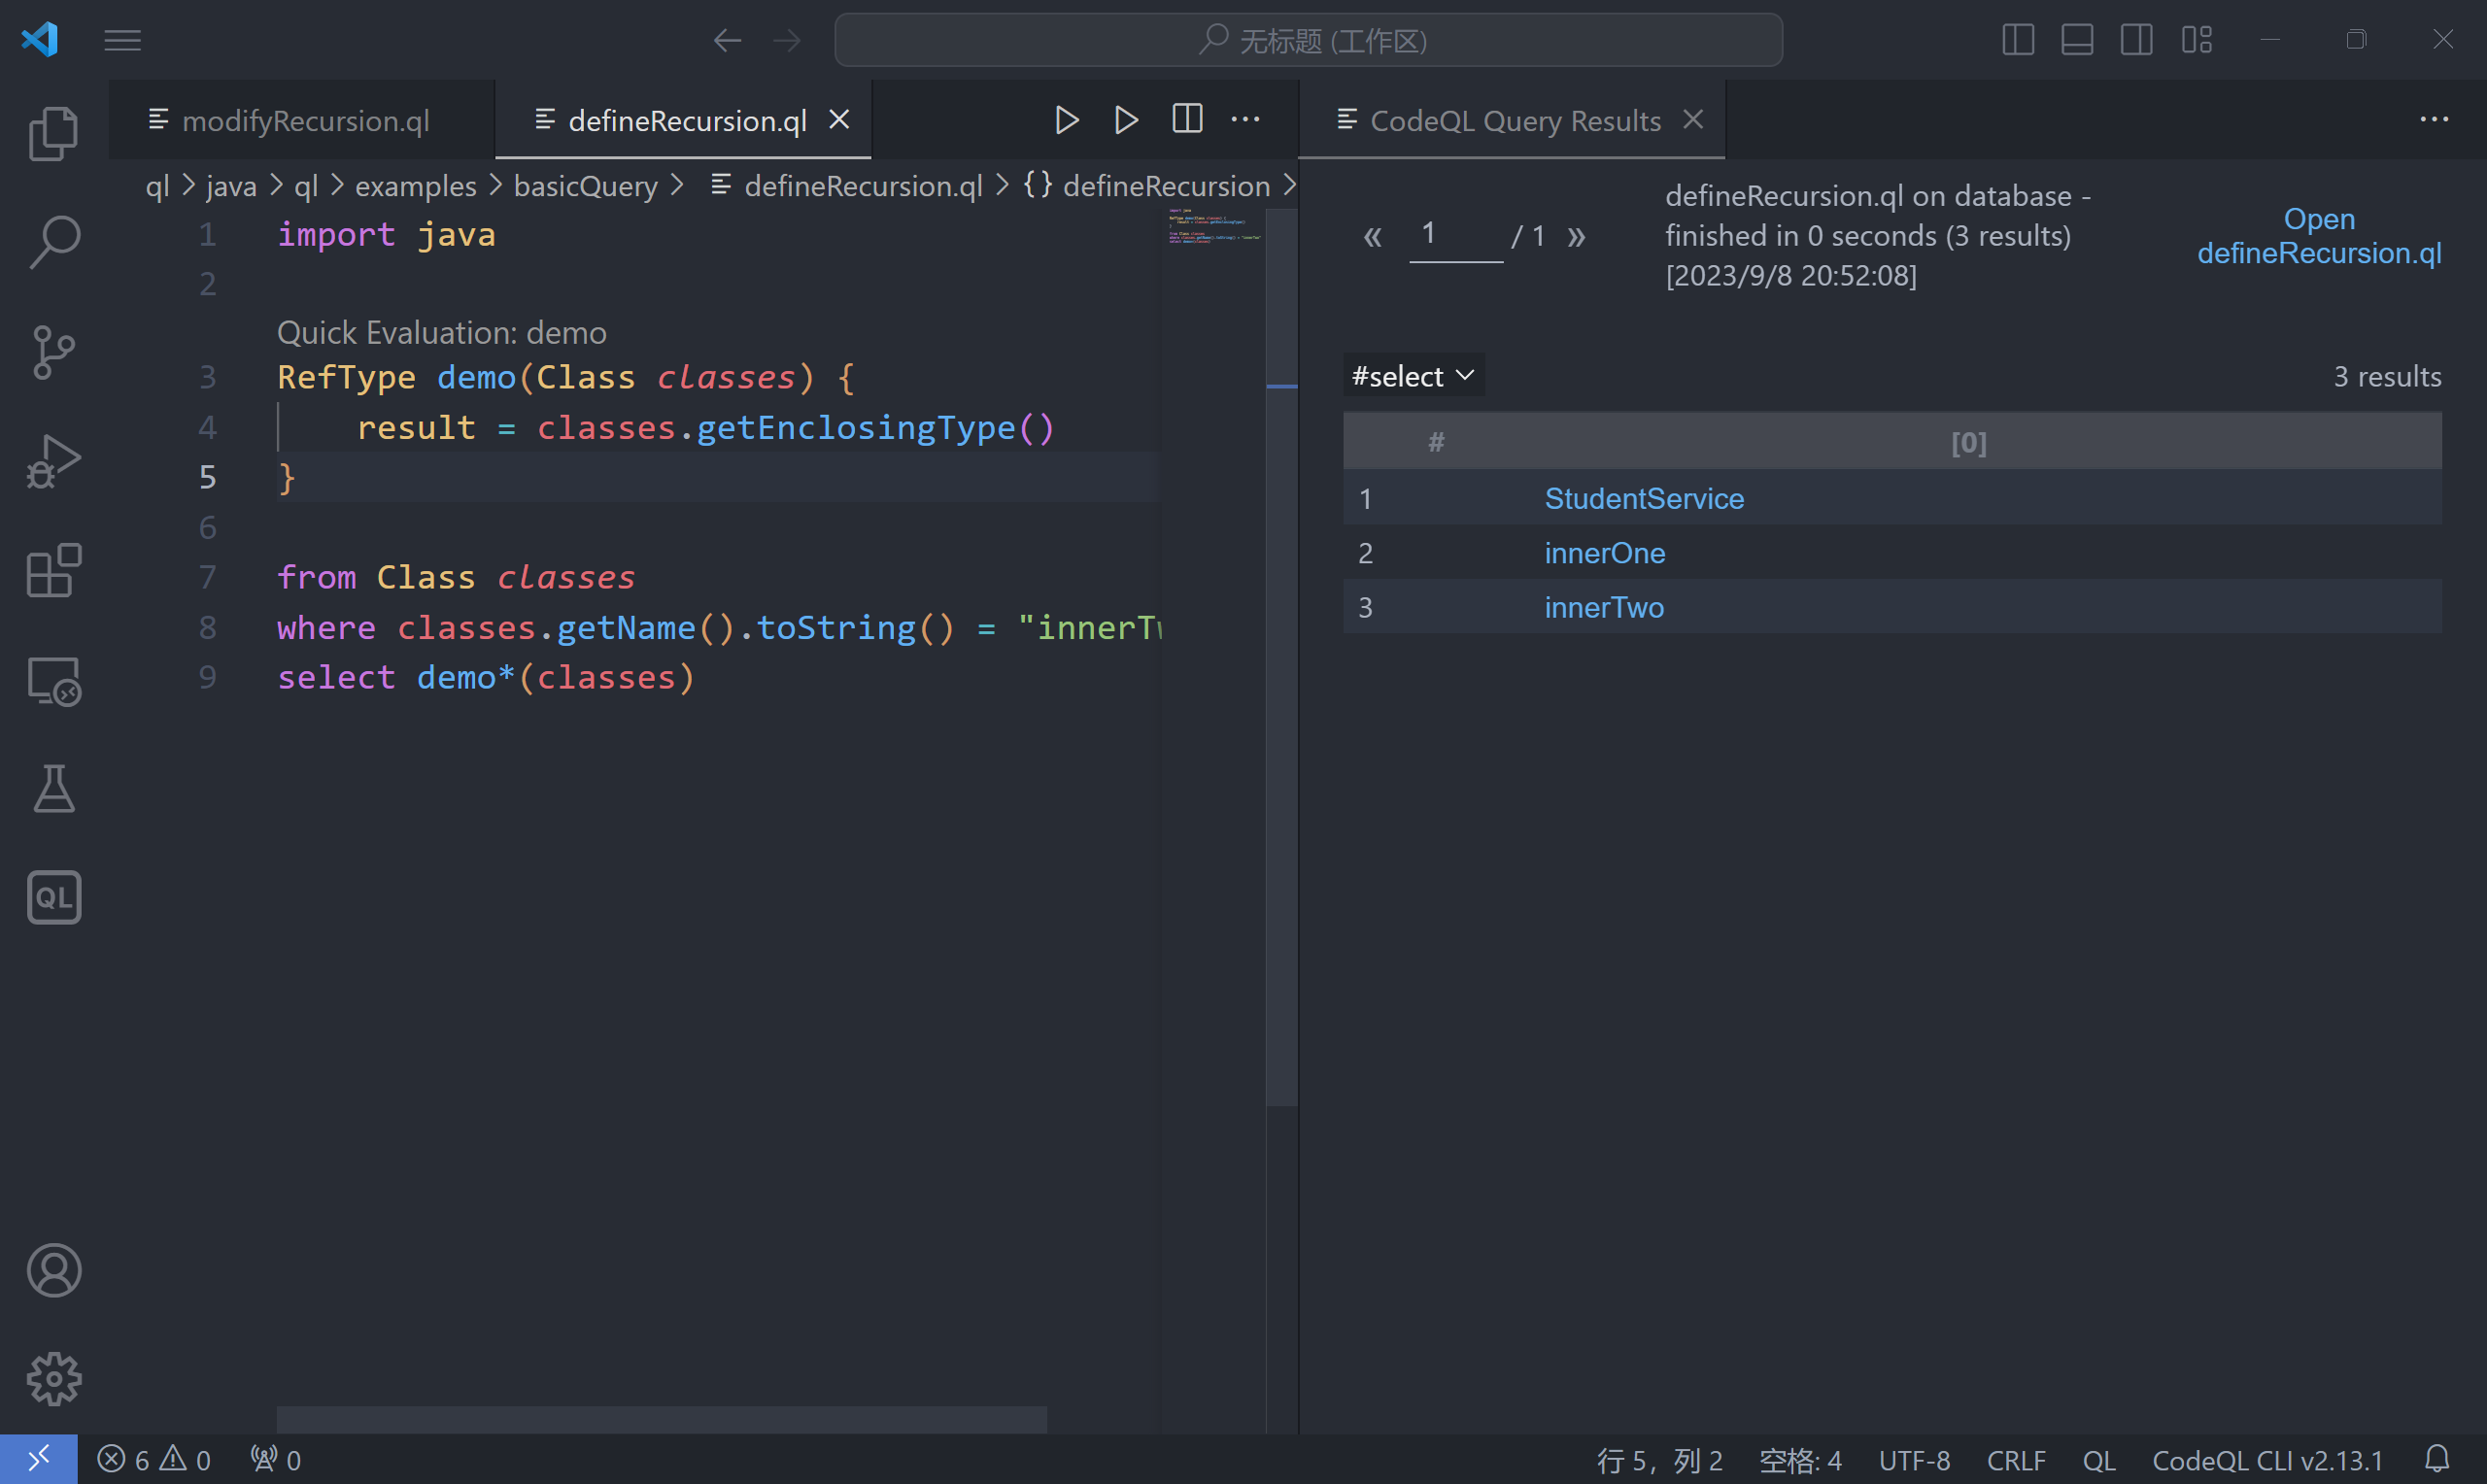 无标题 (工作区)
modifyRecursion.ql
defineRecursion.ql
CodeQL Query Results
ql > java > ql > examples > basicQuery > defineRecursion.ql > {} defineRecursion >
1 import java
2
Quick Evaluation: demo
3 RefType demo(Class classes) {
4     result = classes.getEnclosingType()
5 }
6
7 from Class classes
8 where classes.getName().toString() = "innerTw
9 select demo*(classes)
« 1 / 1 »
defineRecursion.ql on database -
finished in 0 seconds (3 results)
[2023/9/8 20:52:08]
Open
defineRecursion.ql
#select
3 results
# [0]
1 StudentService
2 innerOne
3 innerTwo
QL
6 0 0
行 5，列 2 空格: 4 UTF-8 CRLF QL CodeQL CLI v2.13.1